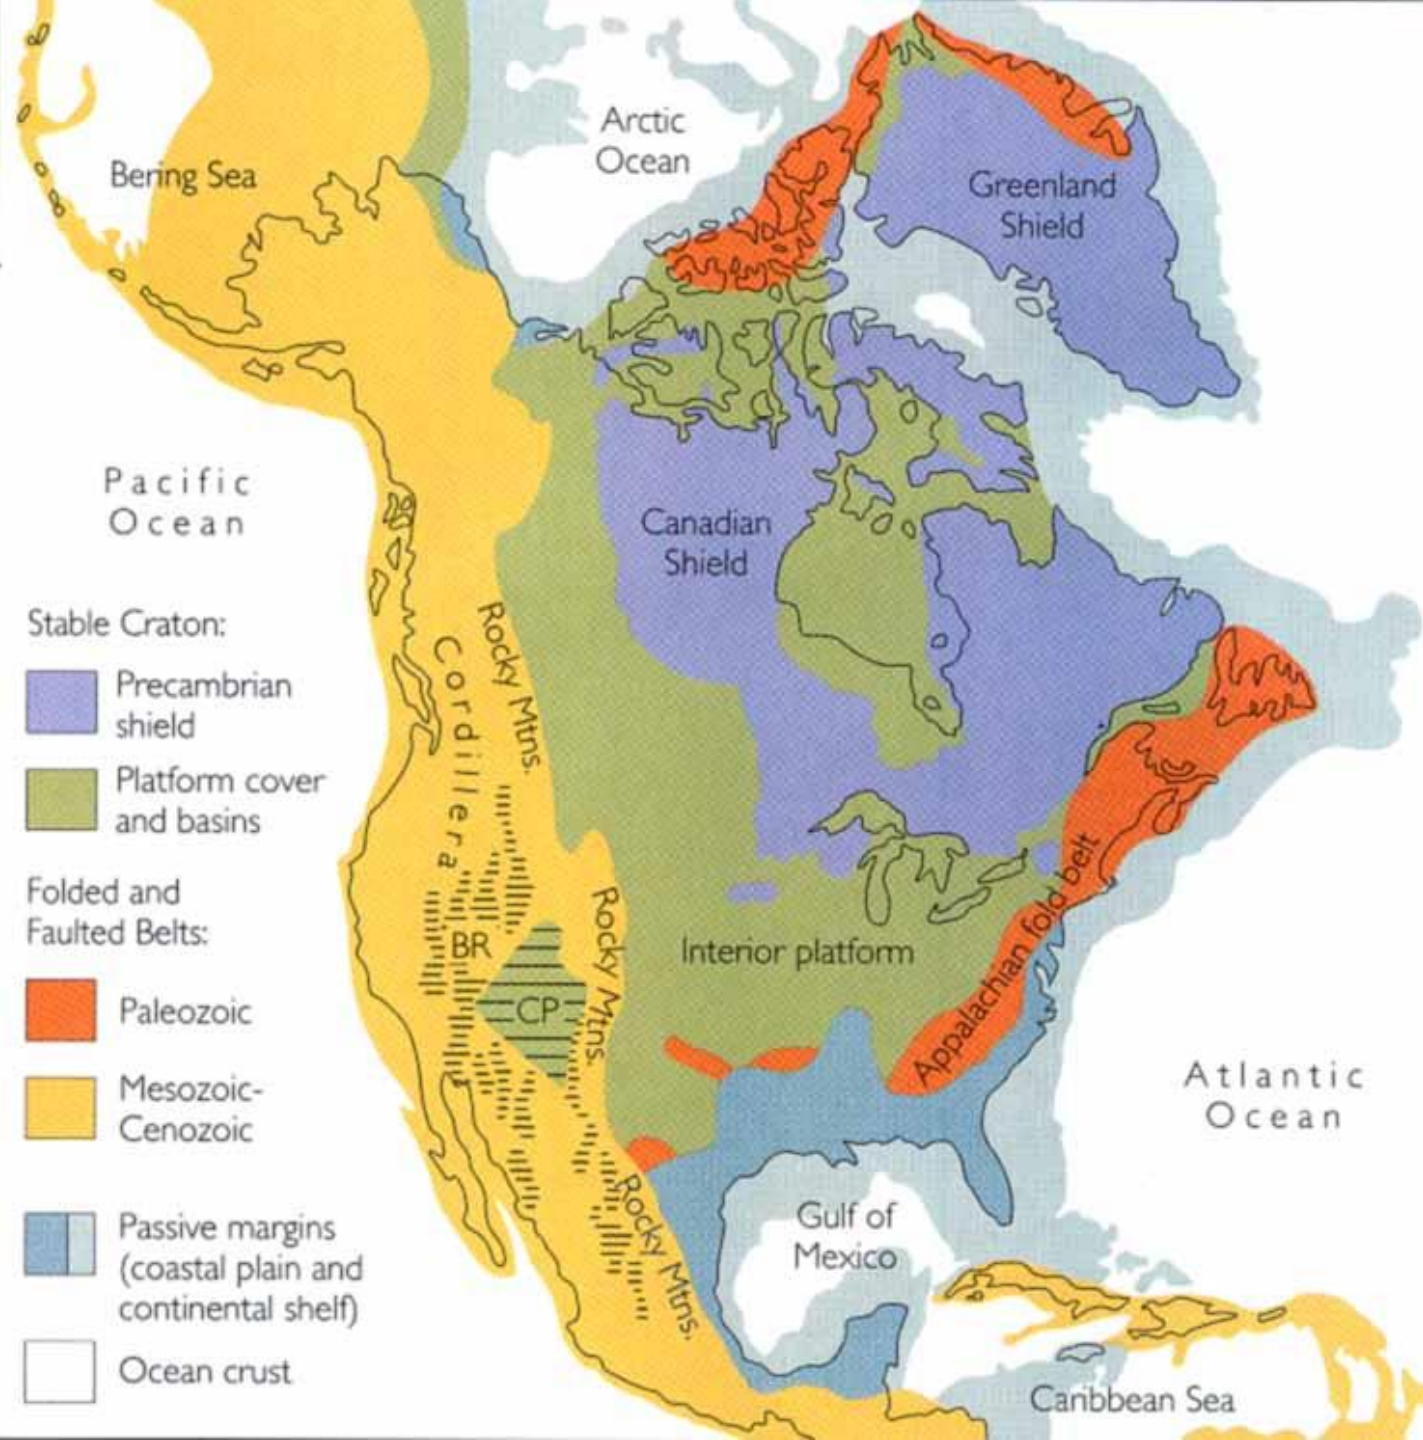 Arctic
Ocean
Bering Sea
Greenland
Shield
Pacific
Ocean
Canadian
Shield
Stable Craton:
Precambrian
shield
Platform cover
and basins
Folded and
Faulted Belts:
Paleozoic
Mesozoic-
Cenozoic
Passive margins
(coastal plain and
continental shelf)
Ocean crust
Rocky Mtns.
Cordillera
BR
CP
Rocky Mtns.
Rocky Mtns.
Interior platform
Appalachian fold belt
Atlantic
Ocean
Gulf of
Mexico
Caribbean Sea